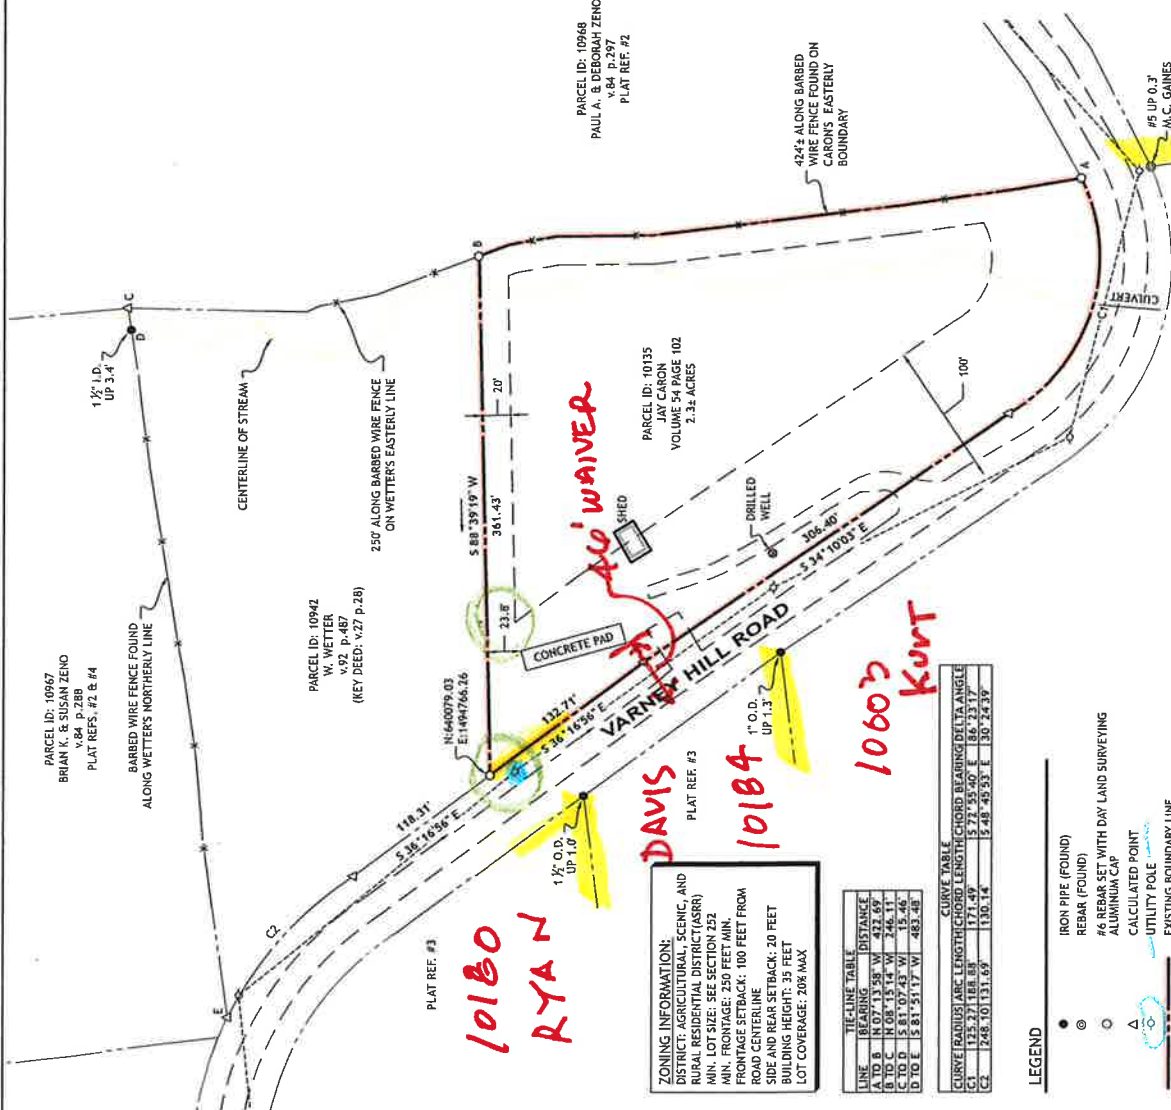 PARCEL ID: 10967
BRIAN K. & SUSAN ZENO
v.84 p.288
PLAT REFS, #2 & #4
1 ½" I.D.
UP 3.4'
D
C
CENTERLINE OF STREAM
BARBED WIRE FENCE FOUND
ALONG WETTER'S NORTHERLY LINE
250' ALONG BARBED WIRE FENCE
ON WETTER'S EASTERLY LINE
PARCEL ID: 10942
W. WETTER
v.92 p.487
(KEY DEED: v.27 p.28)
PARCEL ID: 10968
PAUL A. & DEBORAH ZENO
v.84 p.297
PLAT REF. #2
424'± ALONG BARBED
WIRE FENCE FOUND ON
CARON'S EASTERLY
BOUNDARY
#5 UP 0.3'
M.C. GAINES
A
B
S 88°39'19" W
361.43'
20'
23.8'
PARCEL ID: 10135
JAY CARON
VOLUME 54 PAGE 102
2.3± ACRES
46' WAIVER
SHED
DRILLED
WELL
CONCRETE PAD
100'
C1
CULVERT
N:640079.03
E:1494766.26
132.71'
S 36°16'56" E
306.40'
S 34°10'03" E
VARNEY HILL ROAD
118.31'
S 36°16'56" E
C2
E
1 ½" O.D.
UP 1.0'
1" O.D.
UP 1.3'
PLAT REF. #3
PLAT REF. #3
10180
RYAN
DAVIS
10184
10603
KURT
ZONING INFORMATION:
DISTRICT: AGRICULTURAL, SCENIC, AND
RURAL RESIDENTIAL DISTRICT(ASRR)
MIN. LOT SIZE: SEE SECTION 252
MIN. FRONTAGE: 250 FEET MIN.
FRONTAGE SETBACK: 100 FEET FROM
ROAD CENTERLINE
SIDE AND REAR SETBACK: 20 FEET
BUILDING HEIGHT: 35 FEET
LOT COVERAGE: 20% MAX
TIE-LINE TABLE
LINE BEARING DISTANCE
A TO B N 07°13'58" W 422.69'
B TO C N 08°15'14" W 246.11'
C TO D S 81°07'43" W 15.46'
D TO E S 81°51'17" W 483.48'
CURVE TABLE
CURVE RADIUS ARC LENGTH CHORD LENGTH CHORD BEARING DELTA ANGLE
C1 125.27' 188.88' 171.49' S 72°55'40" E 86°23'17"
C2 248.10' 131.69' 130.14' S 48°45'53" E 30°24'39"
LEGEND
IRON PIPE (FOUND)
REBAR (FOUND)
#6 REBAR SET WITH DAY LAND SURVEYING
ALUMINUM CAP
CALCULATED POINT
UTILITY POLE
EXISTING BOUNDARY LINE